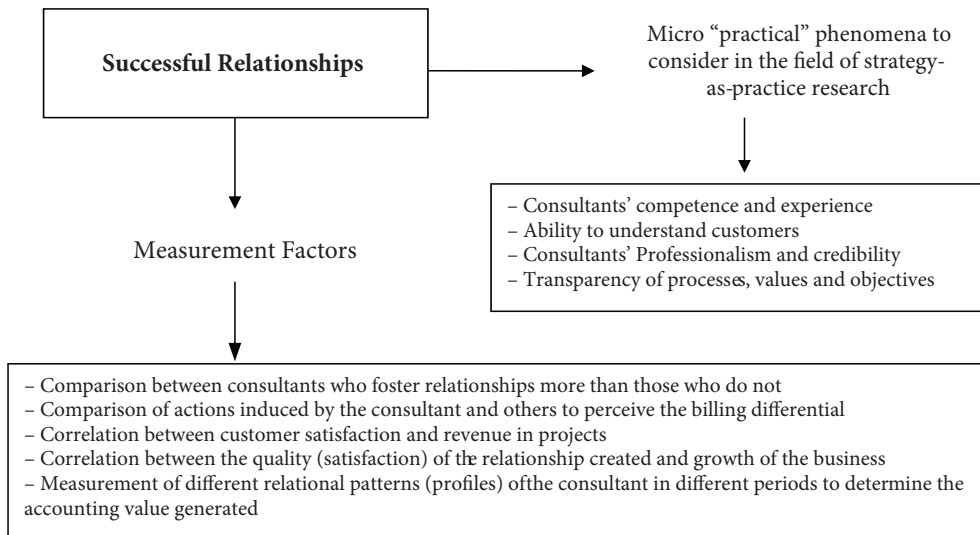 Successful Relationships
Micro “practical” phenomena to
consider in the field of strategy-
as-practice research
– Consultants’ competence and experience
– Ability to understand customers
– Consultants’ Professionalism and credibility
– Transparency of processes, values and objectives
Measurement Factors
– Comparison between consultants who foster relationships more than those who do not
– Comparison of actions induced by the consultant and others to perceive the billing differential
– Correlation between customer satisfaction and revenue in projects
– Correlation between the quality (satisfaction) of the relationship created and growth of the business
– Measurement of different relational patterns (profiles) ofthe consultant in different periods to determine the
accounting value generated